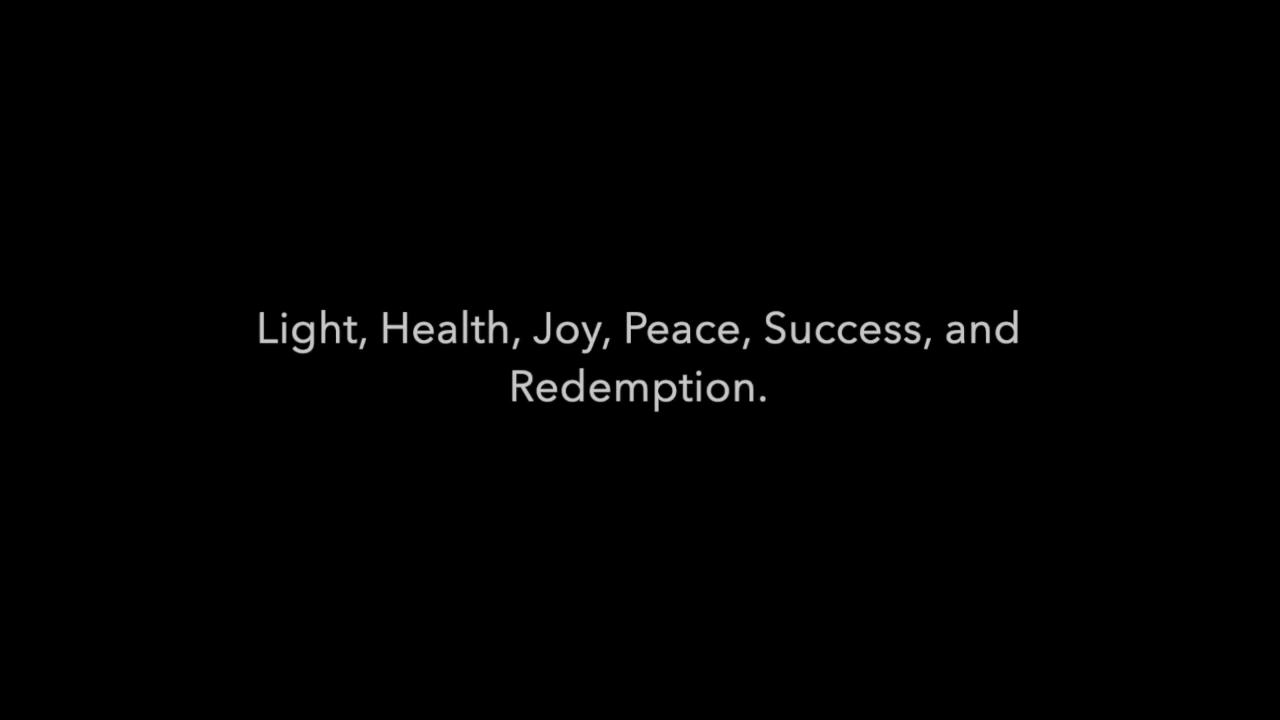 Light, Health, Joy, Peace, Success, and
Redemption.